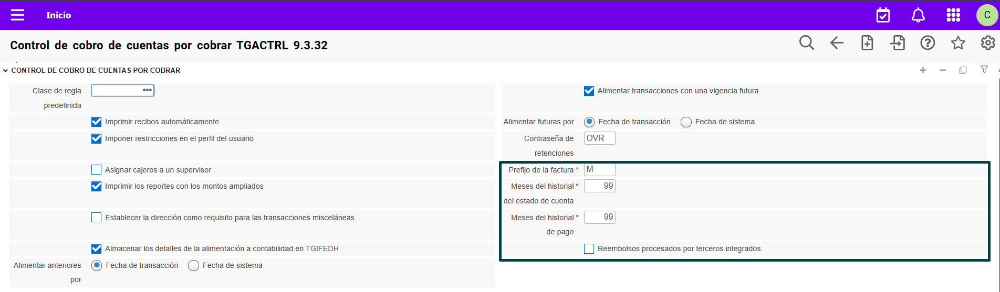 Inicio
C
Control de cobro de cuentas por cobrar TGACTRL 9.3.32
CONTROL DE COBRO DE CUENTAS POR COBRAR
Clase de regla
predefinida
Imprimir recibos automáticamente
Imponer restricciones en el perfil del usuario
Asignar cajeros a un supervisor
Imprimir los reportes con los montos ampliados
Establecer la dirección como requisito para las transacciones misceláneas
Almacenar los detalles de la alimentación a contabilidad en TGIFEDH
Alimentar anteriores
por
Fecha de transacción
Fecha de sistema
Alimentar transacciones con una vigencia futura
Alimentar futuras por
Fecha de transacción
Fecha de sistema
Contraseña de
retenciones
OVR
Prefijo de la factura *
M
Meses del historial *
del estado de cuenta
99
Meses del historial *
de pago
99
Reembolsos procesados por terceros integrados